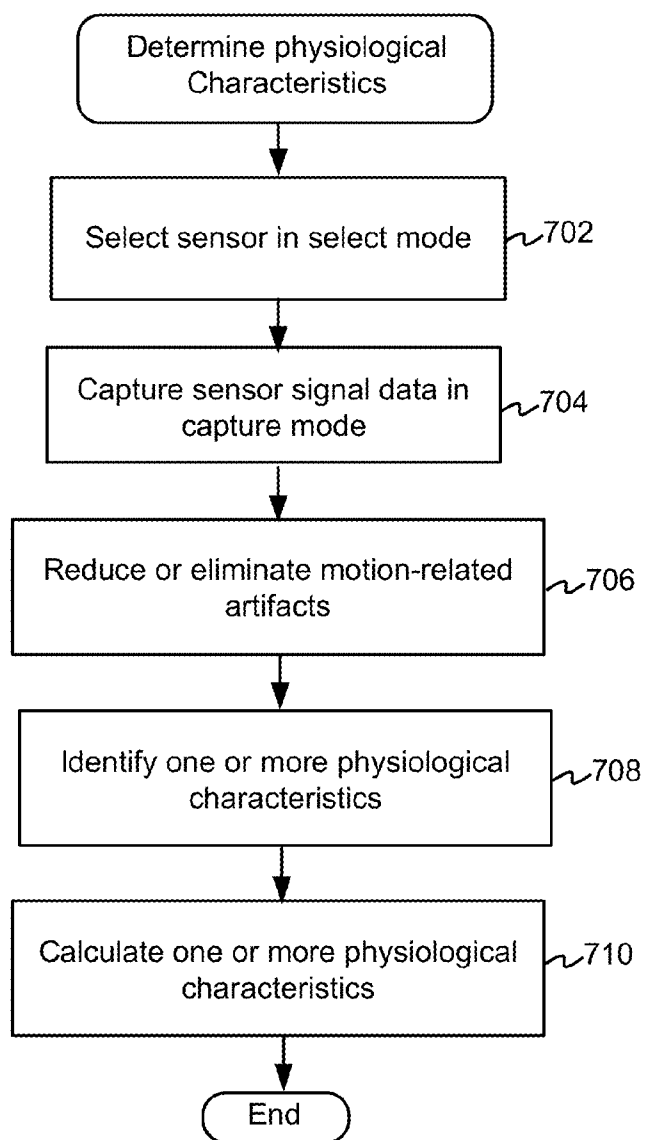 Determine physiological
Characteristics
Select sensor in select mode
702
Capture sensor signal data in
capture mode
704
Reduce or eliminate motion-related
artifacts
706
Identify one or more physiological
characteristics
708
Calculate one or more physiological
characteristics
710
End